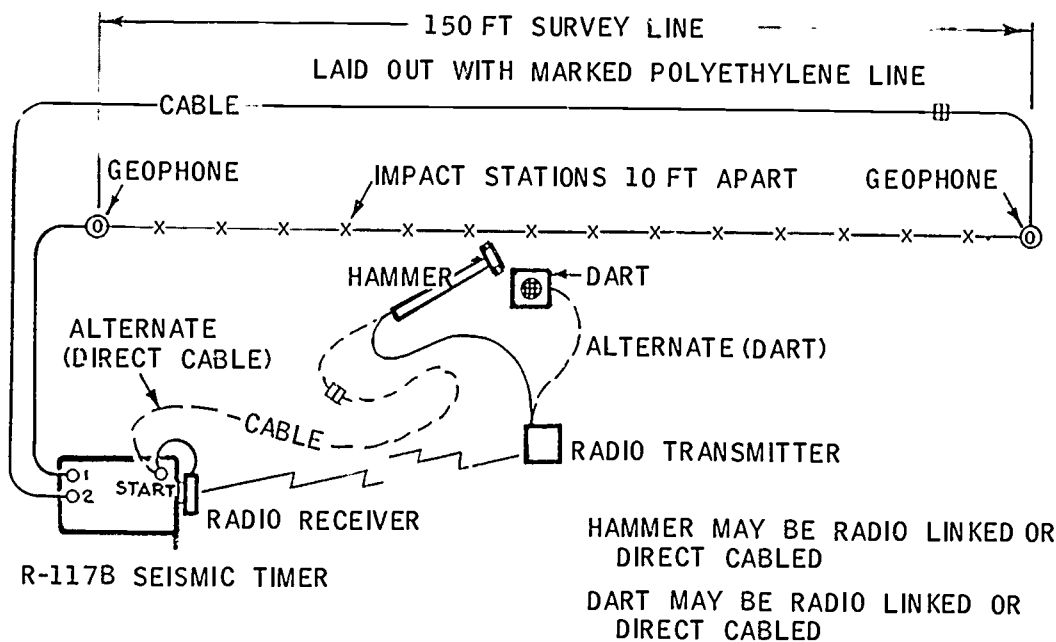 150 FT SURVEY LINE
LAID OUT WITH MARKED POLYETHYLENE LINE
CABLE
GEOPHONE
IMPACT STATIONS 10 FT APART
GEOPHONE
HAMMER
DART
ALTERNATE
(DIRECT CABLE)
ALTERNATE (DART)
CABLE
RADIO TRANSMITTER
1
2
START
RADIO RECEIVER
R-117B SEISMIC TIMER
HAMMER MAY BE RADIO LINKED OR
DIRECT CABLED
DART MAY BE RADIO LINKED OR
DIRECT CABLED